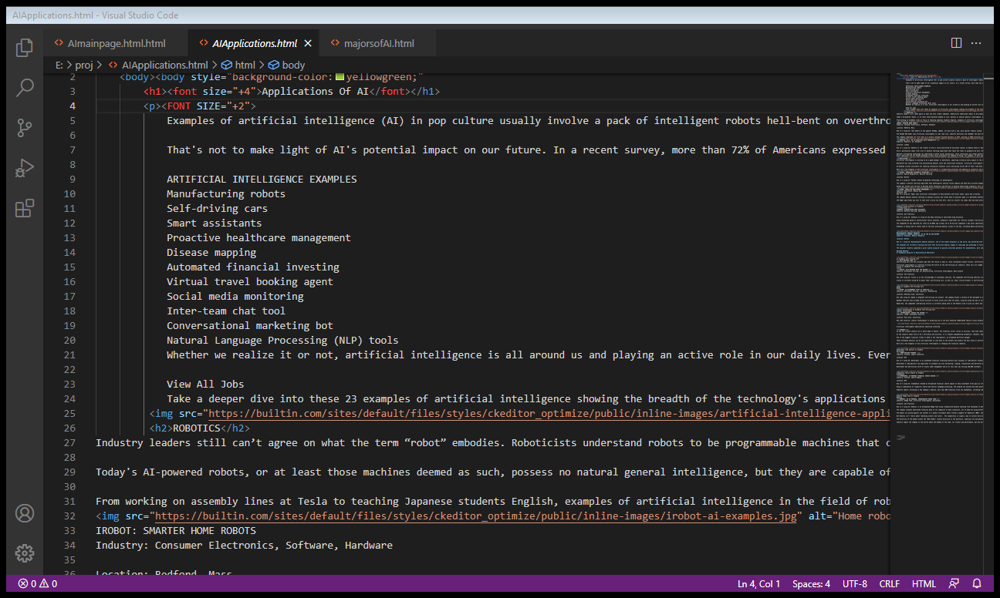 AIApplications.html - Visual Studio Code
AImainpage.html.html
AIApplications.html
majorsofAI.html
E: > proj > AIApplications.html > html > body
2 <body><body style="background-color: yellowgreen;"
3 <h1><font size="+4">Applications Of AI</font></h1>
4 <p><FONT SIZE="+2">
5 Examples of artificial intelligence (AI) in pop culture usually involve a pack of intelligent robots hell-bent on overthro
6
7 That's not to make light of AI's potential impact on our future. In a recent survey, more than 72% of Americans expressed
8
9 ARTIFICIAL INTELLIGENCE EXAMPLES
10 Manufacturing robots
11 Self-driving cars
12 Smart assistants
13 Proactive healthcare management
14 Disease mapping
15 Automated financial investing
16 Virtual travel booking agent
17 Social media monitoring
18 Inter-team chat tool
19 Conversational marketing bot
20 Natural Language Processing (NLP) tools
21 Whether we realize it or not, artificial intelligence is all around us and playing an active role in our daily lives. Ever
22
23 View All Jobs
24 Take a deeper dive into these 23 examples of artificial intelligence showing the breadth of the technology's applications
25 <img src="https://builtin.com/sites/default/files/styles/ckeditor_optimize/public/inline-images/artificial-intelligence-appli
26 <h2>ROBOTICS</h2>
27 Industry leaders still can’t agree on what the term “robot” embodies. Roboticists understand robots to be programmable machines that c
28
29 Today's AI-powered robots, or at least those machines deemed as such, possess no natural general intelligence, but they are capable of
30
31 From working on assembly lines at Tesla to teaching Japanese students English, examples of artificial intelligence in the field of rob
32 <img src="https://builtin.com/sites/default/files/styles/ckeditor_optimize/public/inline-images/irobot-ai-examples.jpg" alt="Home robo
33 IROBOT: SMARTER HOME ROBOTS
34 Industry: Consumer Electronics, Software, Hardware
35
36 Location: Bedford, Mass
0 0 Ln 4, Col 1 Spaces: 4 UTF-8 CRLF HTML